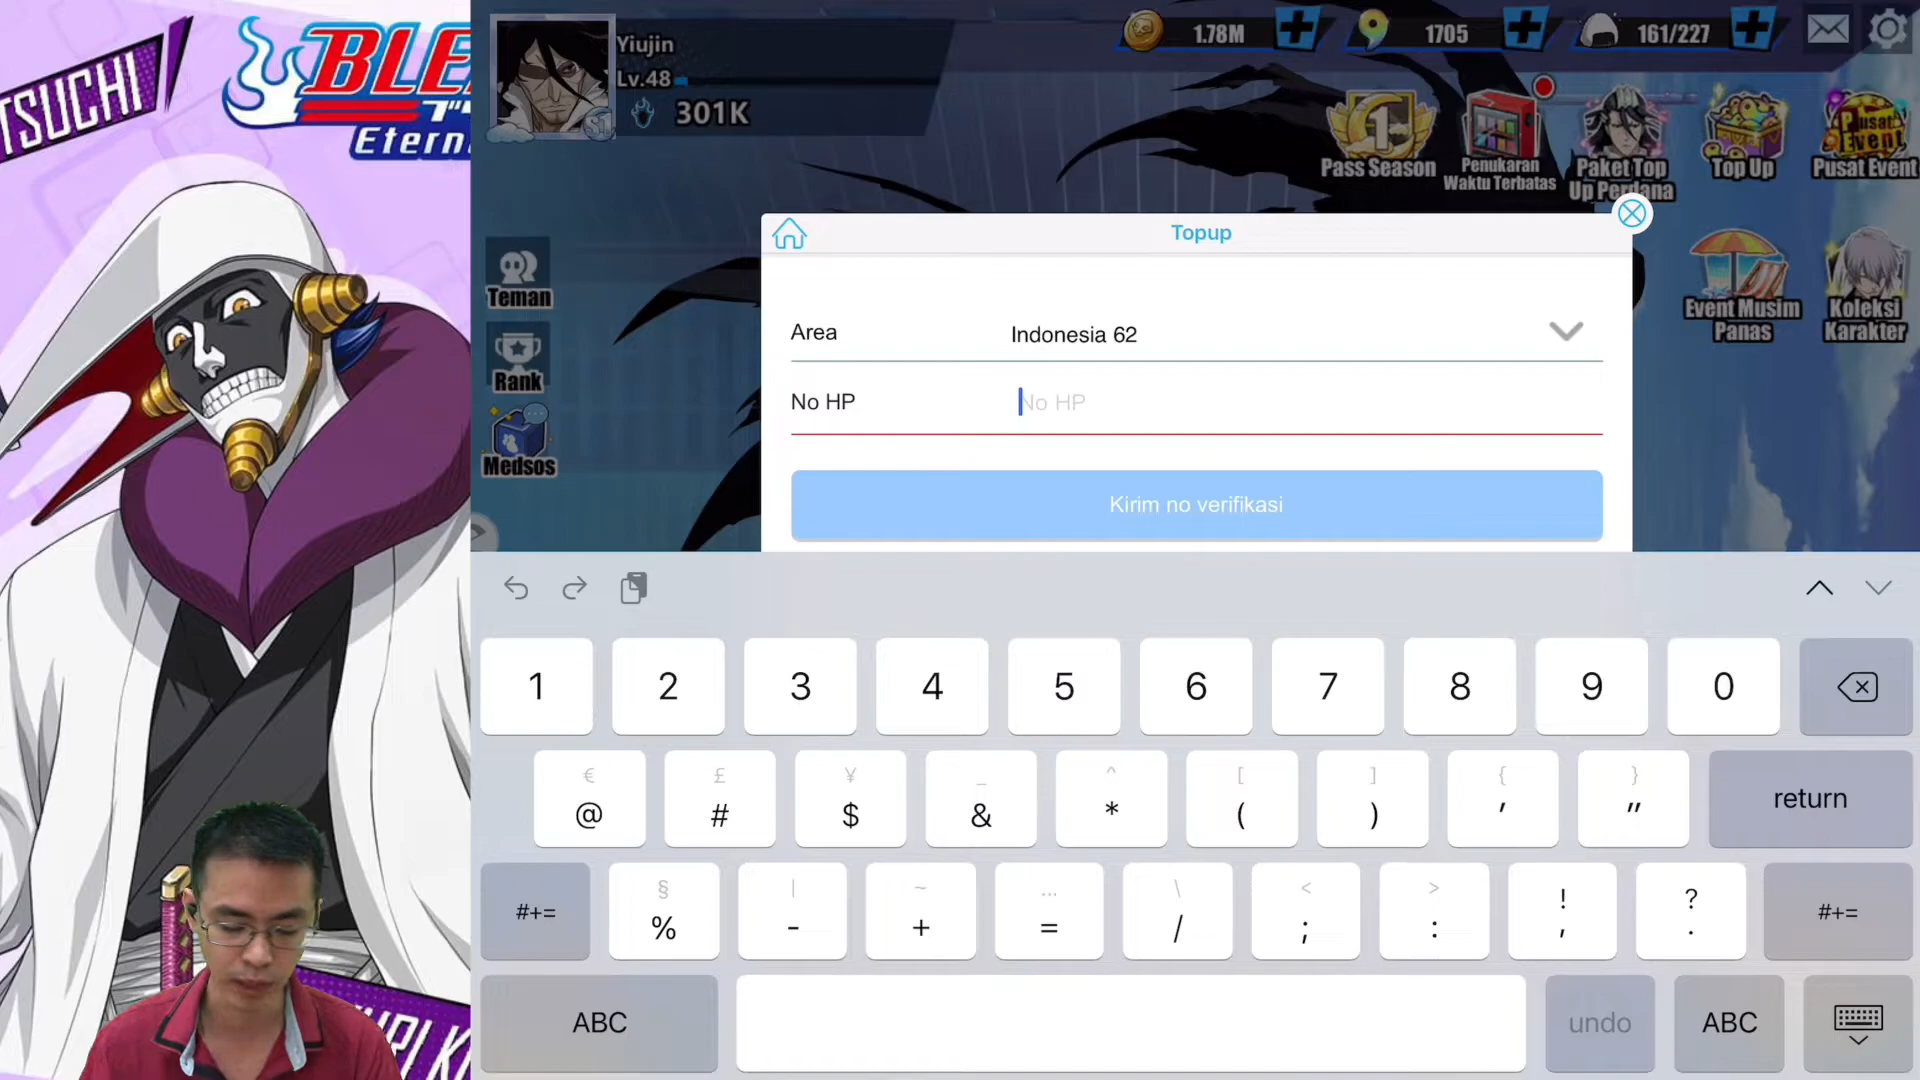 TSUCHI
BLE
Etern
Yiujin
Lv.48
301K
S1
1.78M
1705
161/227
Pass Season
Penukaran
Waktu Terbatas
Paket Top
Up Perdana
Top Up
Pusat Event
Pusat Event
Teman
Rank
Medsos
Event Musim
Panas
Koleksi
Karakter
Topup
Area
Indonesia 62
No HP
No HP
Kirim no verifikasi
1 2 3 4 5 6 7 8 9 0
€ £ ¥ _ ^ [ ] { }
@ # $ & * ( ) ' "
return
§ | ~ … \ < > ! ?
#+= % - + = / ; : , . #+=
ABC
undo
ABC